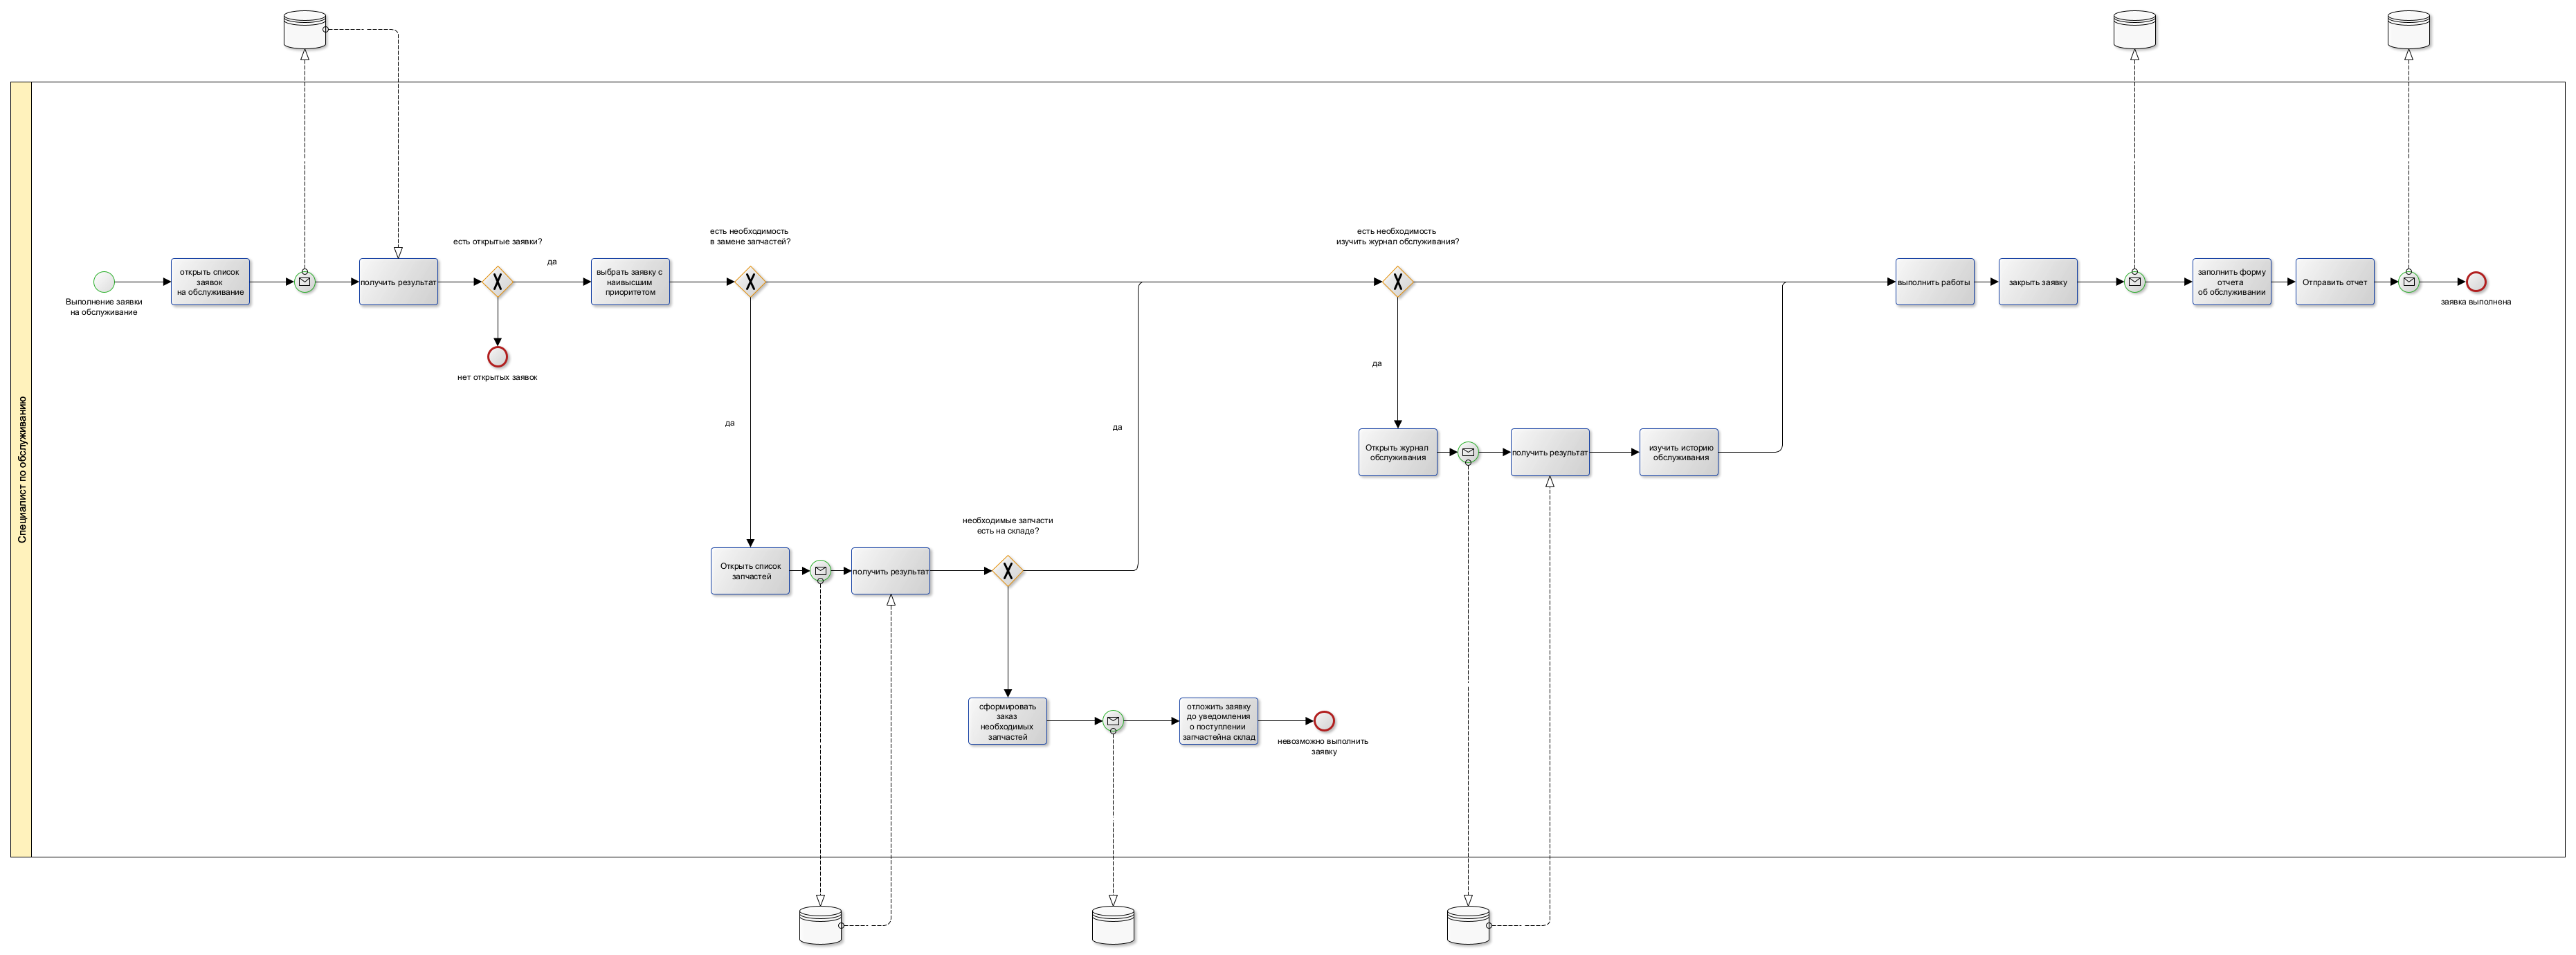 Специалист по обслуживанию
Выполнение заявки
на обслуживание
открыть список
заявок
на обслуживание
получить результат
есть открытые заявки?
да
нет открытых заявок
выбрать заявку с
наивысшим
приоритетом
есть необходимость
в замене запчастей?
да
Открыть список
запчастей
получить результат
необходимые запчасти
есть на складе?
да
сформировать
заказ
необходимых
запчастей
отложить заявку
до уведомления
о поступлении
запчастейна склад
невозможно выполнить
заявку
есть необходимость
изучить журнал обслуживания?
да
Открыть журнал
обслуживания
получить результат
изучить историю
обслуживания
выполнить работы
закрыть заявку
заполнить форму
отчета
об обслуживании
Отправить отчет
заявка выполнена